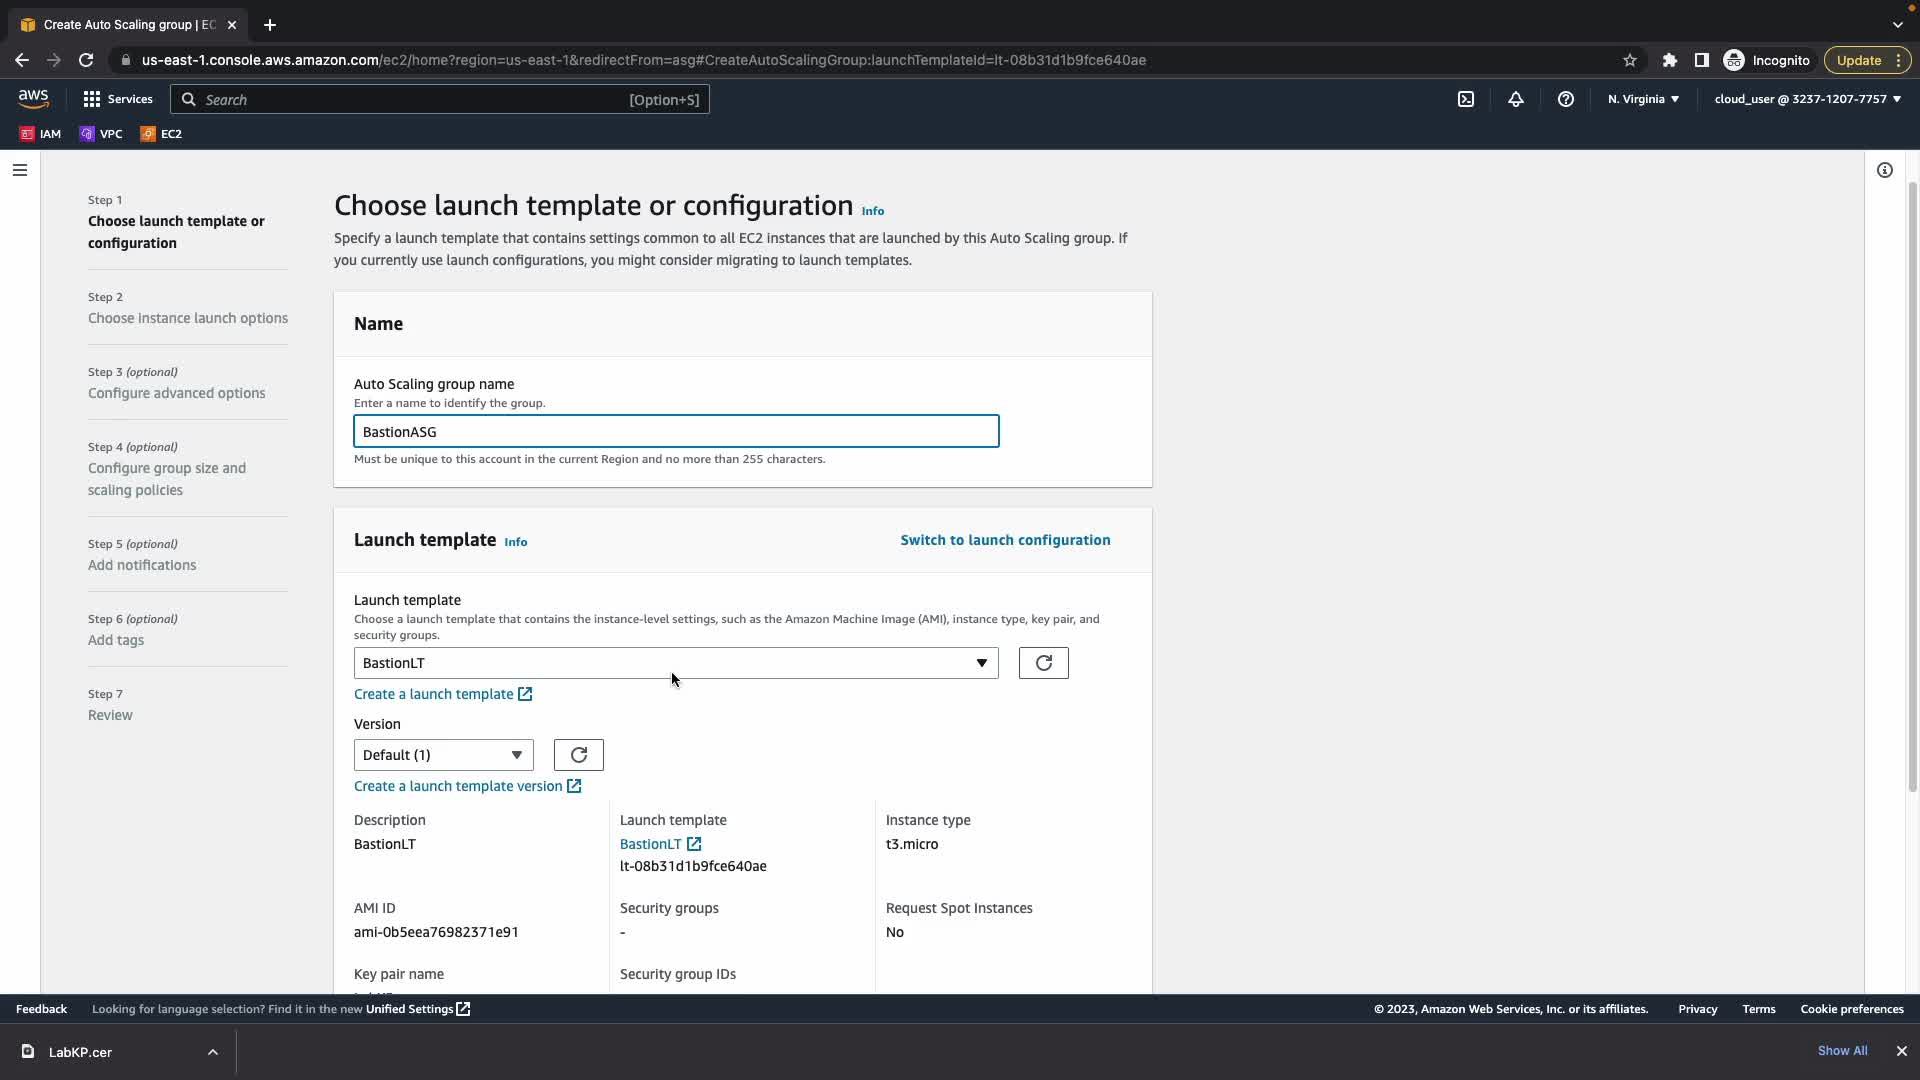 Create Auto Scaling group | EC
us-east-1.console.aws.amazon.com/ec2/home?region=us-east-1&redirectFrom=asg#CreateAutoScalingGroup:launchTemplateId=lt-08b31d1b9fce640ae
Incognito
Update
aws
Services
Search
[Option+S]
N. Virginia
cloud_user @ 3237-1207-7757
IAM
VPC
EC2
Step 1
Choose launch template or
configuration
Step 2
Choose instance launch options
Step 3 (optional)
Configure advanced options
Step 4 (optional)
Configure group size and
scaling policies
Step 5 (optional)
Add notifications
Step 6 (optional)
Add tags
Step 7
Review
Choose launch template or configuration Info
Specify a launch template that contains settings common to all EC2 instances that are launched by this Auto Scaling group. If
you currently use launch configurations, you might consider migrating to launch templates.
Name
Auto Scaling group name
Enter a name to identify the group.
BastionASG
Must be unique to this account in the current Region and no more than 255 characters.
Launch template Info
Switch to launch configuration
Launch template
Choose a launch template that contains the instance-level settings, such as the Amazon Machine Image (AMI), instance type, key pair, and
security groups.
BastionLT
Create a launch template
Version
Default (1)
Create a launch template version
Description
BastionLT
Launch template
BastionLT
lt-08b31d1b9fce640ae
Instance type
t3.micro
AMI ID
ami-0b5eea76982371e91
Security groups
-
Request Spot Instances
No
Key pair name
Security group IDs
Feedback
Looking for language selection? Find it in the new Unified Settings
© 2023, Amazon Web Services, Inc. or its affiliates.
Privacy
Terms
Cookie preferences
LabKP.cer
Show All